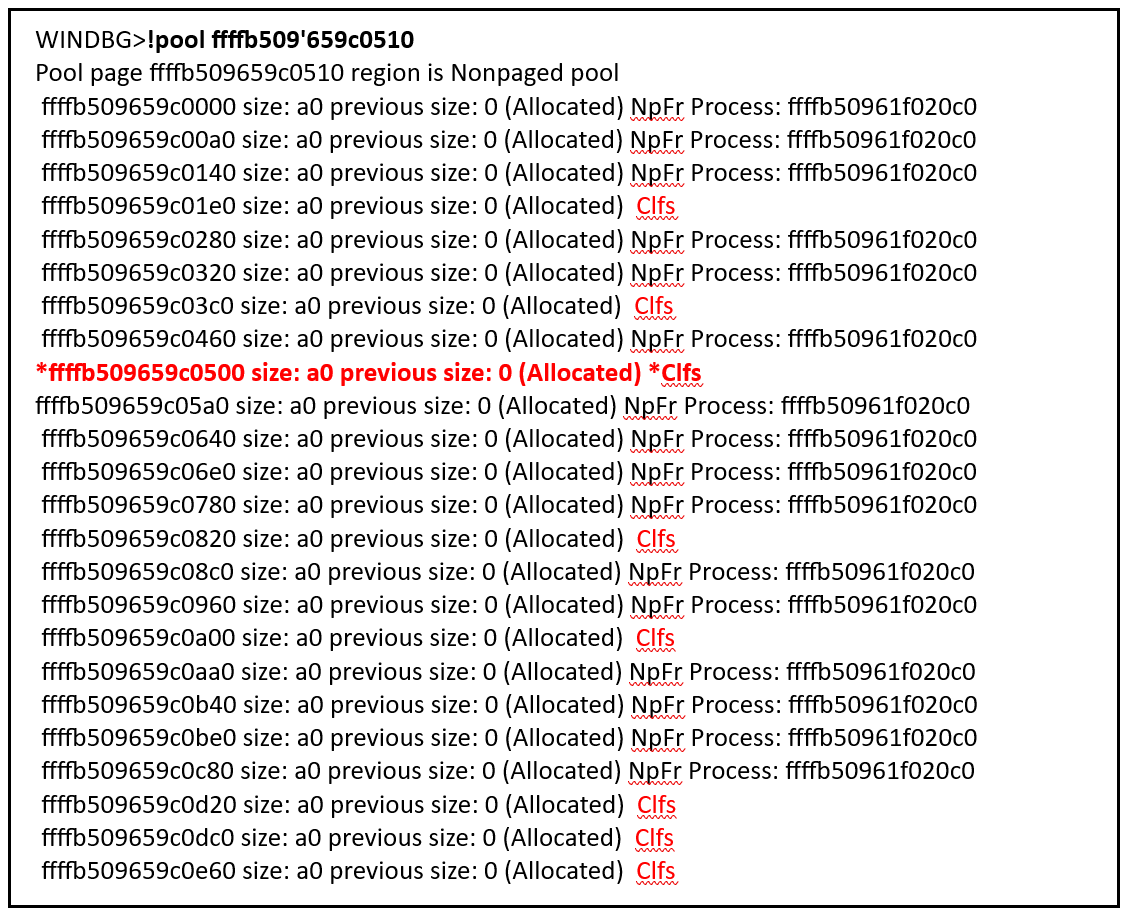 WINDBG>!pool ffffb509'659c0510
Pool page ffffb509659c0510 region is Nonpaged pool
ffffb509659c0000 size: a0 previous size: 0 (Allocated) NpFr Process: ffffb50961f020c0
ffffb509659c00a0 size: a0 previous size: 0 (Allocated) NpFr Process: ffffb50961f020c0
ffffb509659c0140 size: a0 previous size: 0 (Allocated) NpFr Process: ffffb50961f020c0
ffffb509659c01e0 size: a0 previous size: 0 (Allocated) Clfs
ffffb509659c0280 size: a0 previous size: 0 (Allocated) NpFr Process: ffffb50961f020c0
ffffb509659c0320 size: a0 previous size: 0 (Allocated) NpFr Process: ffffb50961f020c0
ffffb509659c03c0 size: a0 previous size: 0 (Allocated) Clfs
ffffb509659c0460 size: a0 previous size: 0 (Allocated) NpFr Process: ffffb50961f020c0
*ffffb509659c0500 size: a0 previous size: 0 (Allocated) *Clfs
ffffb509659c05a0 size: a0 previous size: 0 (Allocated) NpFr Process: ffffb50961f020c0
ffffb509659c0640 size: a0 previous size: 0 (Allocated) NpFr Process: ffffb50961f020c0
ffffb509659c06e0 size: a0 previous size: 0 (Allocated) NpFr Process: ffffb50961f020c0
ffffb509659c0780 size: a0 previous size: 0 (Allocated) NpFr Process: ffffb50961f020c0
ffffb509659c0820 size: a0 previous size: 0 (Allocated) Clfs
ffffb509659c08c0 size: a0 previous size: 0 (Allocated) NpFr Process: ffffb50961f020c0
ffffb509659c0960 size: a0 previous size: 0 (Allocated) NpFr Process: ffffb50961f020c0
ffffb509659c0a00 size: a0 previous size: 0 (Allocated) Clfs
ffffb509659c0aa0 size: a0 previous size: 0 (Allocated) NpFr Process: ffffb50961f020c0
ffffb509659c0b40 size: a0 previous size: 0 (Allocated) NpFr Process: ffffb50961f020c0
ffffb509659c0be0 size: a0 previous size: 0 (Allocated) NpFr Process: ffffb50961f020c0
ffffb509659c0c80 size: a0 previous size: 0 (Allocated) NpFr Process: ffffb50961f020c0
ffffb509659c0d20 size: a0 previous size: 0 (Allocated) Clfs
ffffb509659c0dc0 size: a0 previous size: 0 (Allocated) Clfs
ffffb509659c0e60 size: a0 previous size: 0 (Allocated) Clfs